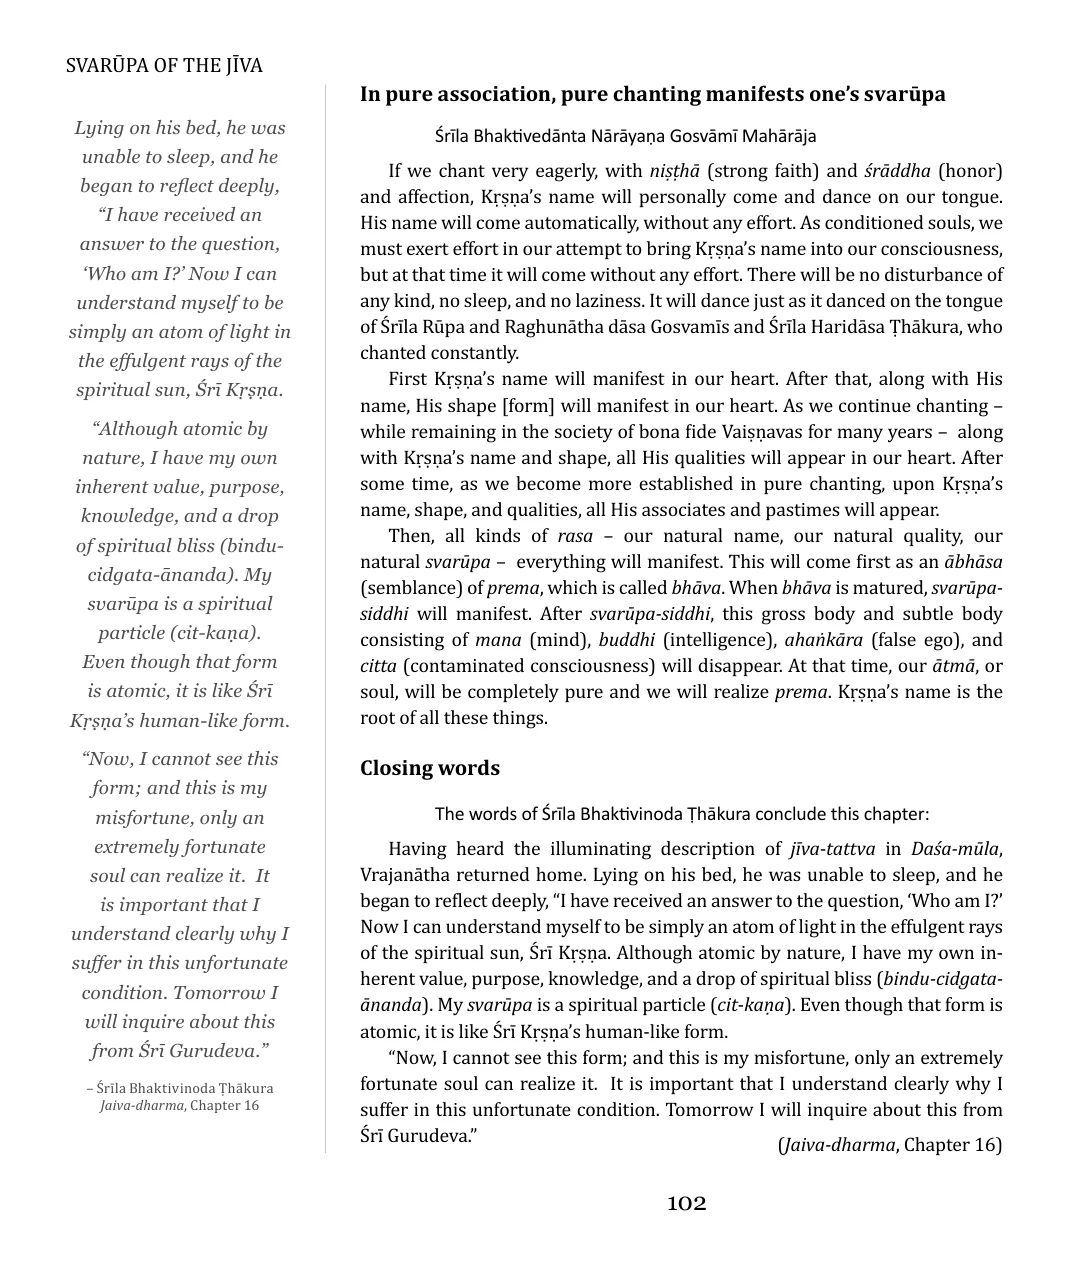 SVARŪPA OF THE JĪVA
Lying on his bed, he was
unable to sleep, and he
began to reflect deeply,
“I have received an
answer to the question,
‘Who am I?’ Now I can
understand myself to be
simply an atom of light in
the effulgent rays of the
spiritual sun, Śrī Kṛṣṇa.
“Although atomic by
nature, I have my own
inherent value, purpose,
knowledge, and a drop
of spiritual bliss (bindu-
cidgata-ānanda). My
svarūpa is a spiritual
particle (cit-kaṇa).
Even though that form
is atomic, it is like Śrī
Kṛṣṇa’s human-like form.
“Now, I cannot see this
form; and this is my
misfortune, only an
extremely fortunate
soul can realize it.  It
is important that I
understand clearly why I
suffer in this unfortunate
condition. Tomorrow I
will inquire about this
from Śrī Gurudeva.”
– Śrīla Bhaktivinoda Ṭhākura
Jaiva-dharma, Chapter 16
In pure association, pure chanting manifests one’s svarūpa
Śrīla Bhaktivedānta Nārāyaṇa Gosvāmī Mahārāja
If we chant very eagerly, with niṣṭhā (strong faith) and śrāddha (honor)
and affection, Kṛṣṇa’s name will personally come and dance on our tongue.
His name will come automatically, without any effort. As conditioned souls, we
must exert effort in our attempt to bring Kṛṣṇa’s name into our consciousness,
but at that time it will come without any effort. There will be no disturbance of
any kind, no sleep, and no laziness. It will dance just as it danced on the tongue
of Śrīla Rūpa and Raghunātha dāsa Gosvamīs and Śrīla Haridāsa Ṭhākura, who
chanted constantly.
First Kṛṣṇa’s name will manifest in our heart. After that, along with His
name, His shape [form] will manifest in our heart. As we continue chanting –
while remaining in the society of bona fide Vaiṣṇavas for many years –  along
with Kṛṣṇa’s name and shape, all His qualities will appear in our heart. After
some time, as we become more established in pure chanting, upon Kṛṣṇa’s
name, shape, and qualities, all His associates and pastimes will appear.
Then, all kinds of rasa – our natural name, our natural quality, our
natural svarūpa –  everything will manifest. This will come first as an ābhāsa
(semblance) of prema, which is called bhāva. When bhāva is matured, svarūpa-
siddhi will manifest. After svarūpa-siddhi, this gross body and subtle body
consisting of mana (mind), buddhi (intelligence), ahaṅkāra (false ego), and
citta (contaminated consciousness) will disappear. At that time, our ātmā, or
soul, will be completely pure and we will realize prema. Kṛṣṇa’s name is the
root of all these things.
Closing words
The words of Śrīla Bhaktivinoda Ṭhākura conclude this chapter:
Having heard the illuminating description of jīva-tattva in Daśa-mūla,
Vrajanātha returned home. Lying on his bed, he was unable to sleep, and he
began to reflect deeply, “I have received an answer to the question, ‘Who am I?’
Now I can understand myself to be simply an atom of light in the effulgent rays
of the spiritual sun, Śrī Kṛṣṇa. Although atomic by nature, I have my own in-
herent value, purpose, knowledge, and a drop of spiritual bliss (bindu-cidgata-
ānanda). My svarūpa is a spiritual particle (cit-kaṇa). Even though that form is
atomic, it is like Śrī Kṛṣṇa’s human-like form.
“Now, I cannot see this form; and this is my misfortune, only an extremely
fortunate soul can realize it.  It is important that I understand clearly why I
suffer in this unfortunate condition. Tomorrow I will inquire about this from
Śrī Gurudeva.”
(Jaiva-dharma, Chapter 16)
102